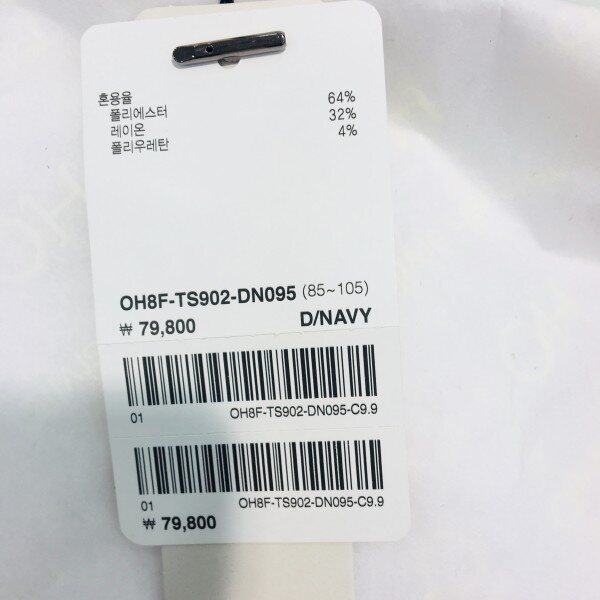 혼용율
폴리에스터 64%
레이온 32%
폴리우레탄 4%
OH8F-TS902-DN095 (85~105)
₩ 79,800 D/NAVY
01 OH8F-TS902-DN095-C9.9
01 OH8F-TS902-DN095-C9.9
₩ 79,800